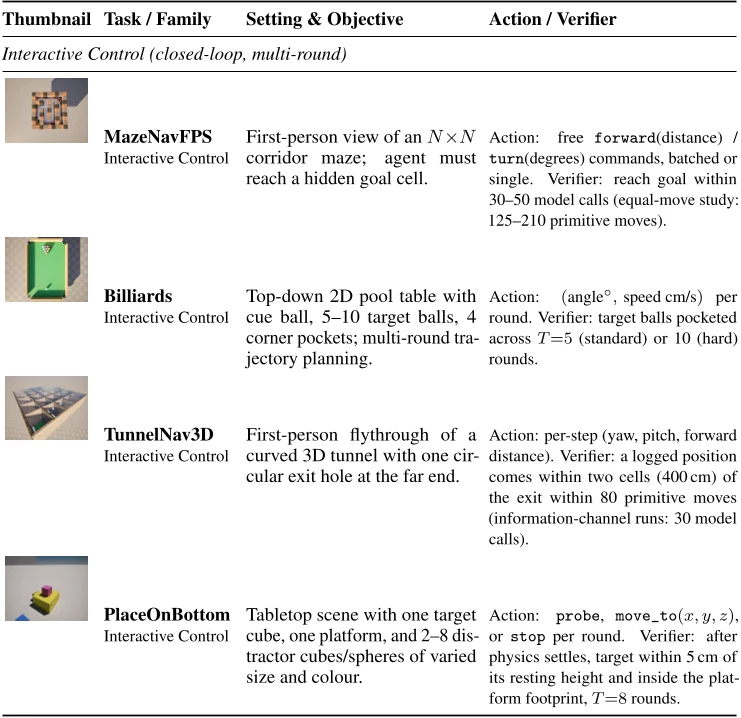 Thumbnail Task / Family Setting & Objective Action / Verifier
Interactive Control (closed-loop, multi-round)
MazeNavFPS
Interactive Control
First-person view of an N×N
corridor maze; agent must
reach a hidden goal cell.
Action: free forward(distance) /
turn(degrees) commands, batched or
single. Verifier: reach goal within
30–50 model calls (equal-move study:
125–210 primitive moves).
Billiards
Interactive Control
Top-down 2D pool table with
cue ball, 5–10 target balls, 4
corner pockets; multi-round tra-
jectory planning.
Action: (angle°, speed cm/s) per
round. Verifier: target balls pocketed
across T=5 (standard) or 10 (hard)
rounds.
TunnelNav3D
Interactive Control
First-person flythrough of a
curved 3D tunnel with one cir-
cular exit hole at the far end.
Action: per-step (yaw, pitch, forward
distance). Verifier: a logged position
comes within two cells (400 cm) of
the exit within 80 primitive moves
(information-channel runs: 30 model
calls).
PlaceOnBottom
Interactive Control
Tabletop scene with one target
cube, one platform, and 2–8 dis-
tractor cubes/spheres of varied
size and colour.
Action: probe, move_to(x, y, z),
or stop per round. Verifier: after
physics settles, target within 5 cm of
its resting height and inside the plat-
form footprint, T=8 rounds.